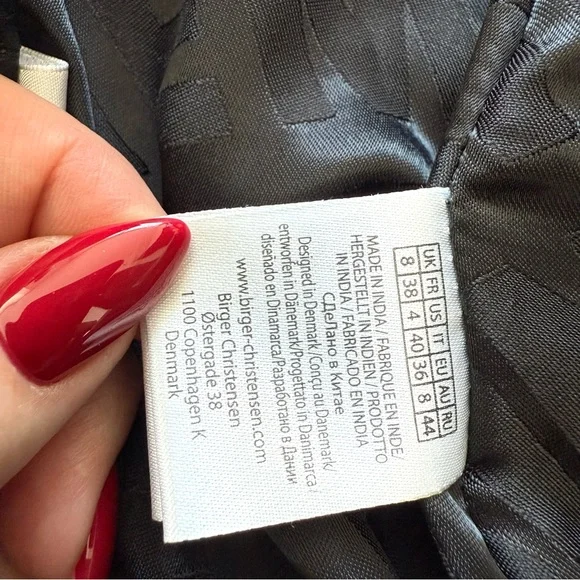 UK FR US IT EU AU RU
8 38 4 40 36 8 44
MADE IN INDIA/ FABRIQUE EN INDE/
HERGESTELLT IN INDIEN/ PRODOTTO
IN INDIA / FABRICADO EN INDIA
СДеЛано в Китае
Designed in Denmark /Conçu au Danemark/
entworfen in Dänemark/Progettato in Danimarca /
diseñado en Dinamarca/Разработано в Дании
www.birger-christensen.com
Birger Christensen
Østergade 38
1100 Copenhagen K
Denmark